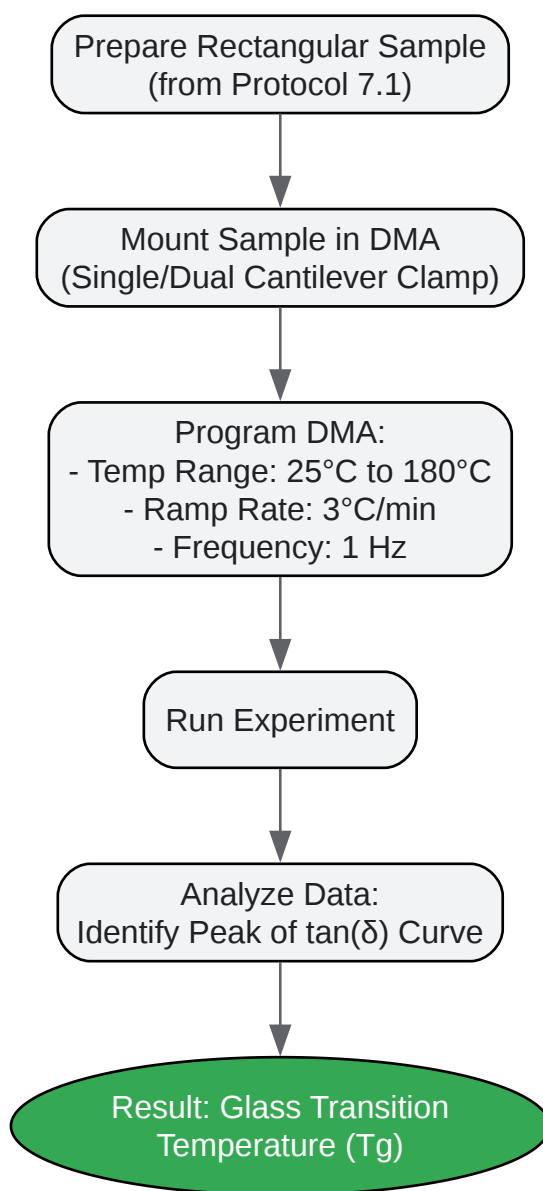 Prepare Rectangular Sample
(from Protocol 7.1)
Mount Sample in DMA
(Single/Dual Cantilever Clamp)
Program DMA:
- Temp Range: 25°C to 180°C
- Ramp Rate: 3°C/min
- Frequency: 1 Hz
Run Experiment
Analyze Data:
Identify Peak of tan(δ) Curve
Result: Glass Transition
Temperature (Tg)